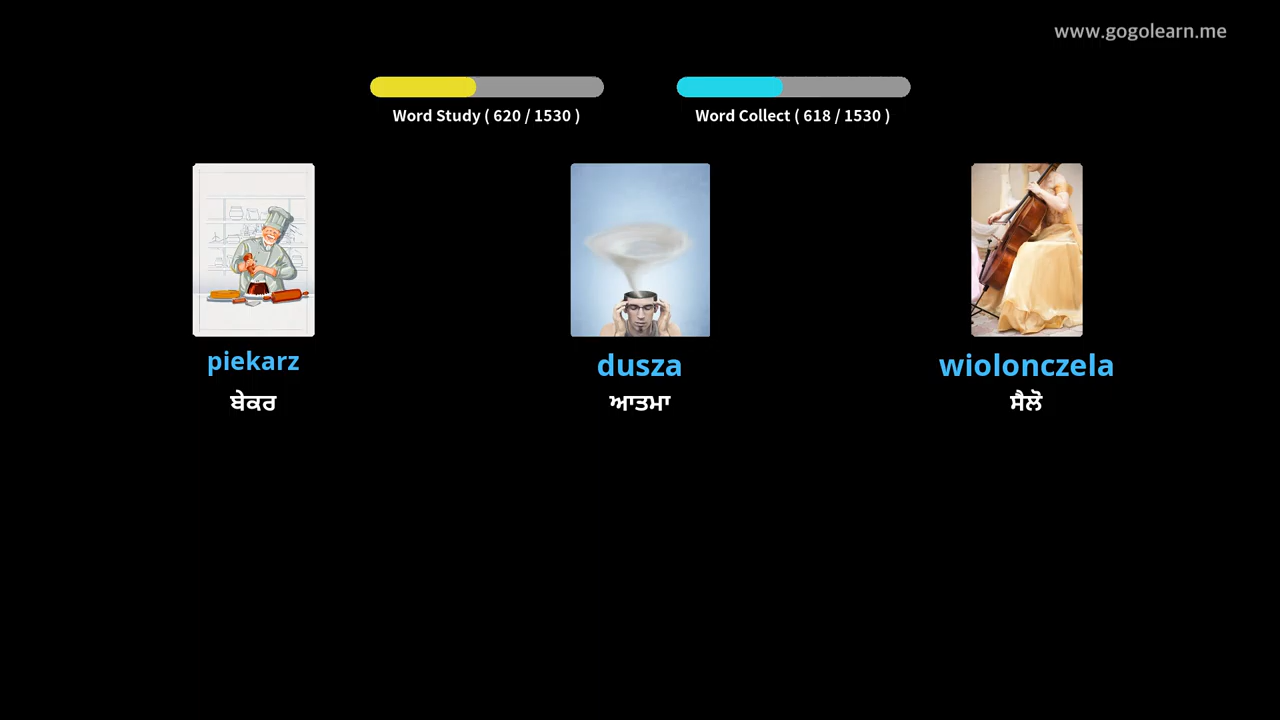 www.gogolearn.me
Word Study ( 620 / 1530 )
Word Collect ( 618 / 1530 )
piekarz
dusza
wiolonczela
ਬੇਕਰ
ਆਤਮਾ
ਸੈਲੋ